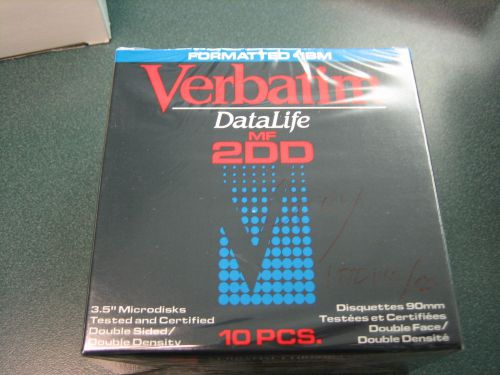 FORMATTED IBM
Verbatim
DataLife
MF
2DD
3.5" Microdisks
Tested and Certified
Double Sided/
Double Density
Disquettes 90mm
Testées et Certifiées
Double Face/
Double Densité
10 PCS.